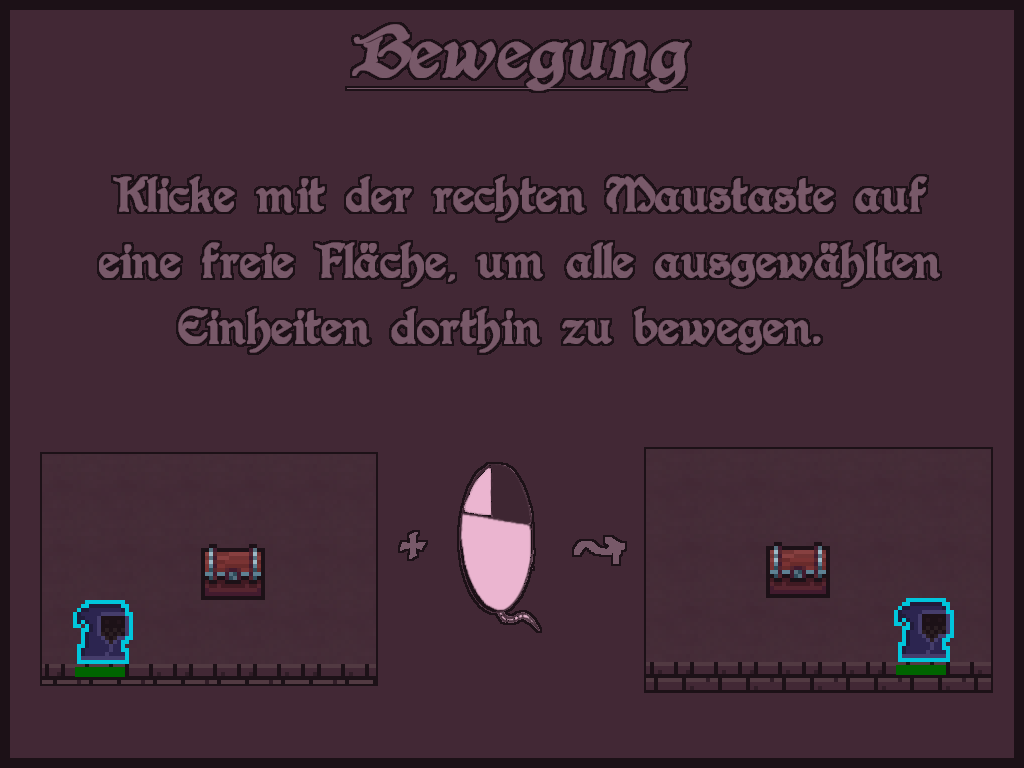 Bewegung
Klicke mit der rechten Maustaste auf
eine freie Fläche, um alle ausgewählten
Einheiten dorthin zu bewegen.
+